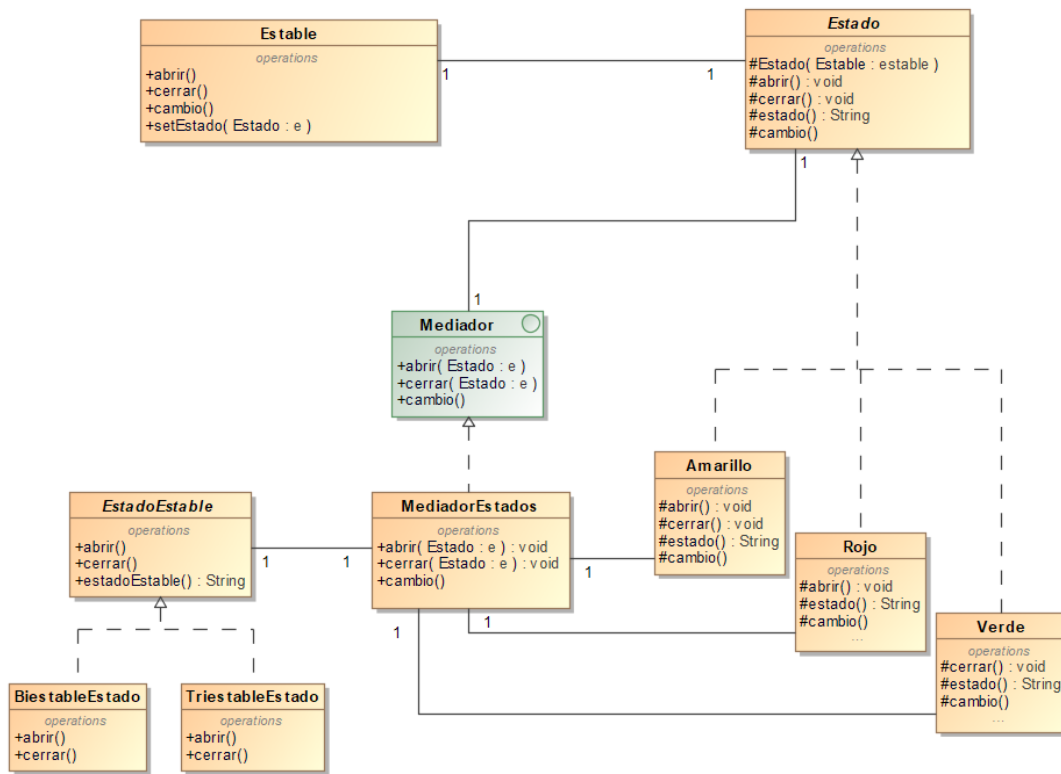 Estable
operations
+abrir()
+cerrar()
+cambio()
+setEstado( Estado : e )
1
1
Estado
operations
#Estado( Estable : estable )
#abrir() : void
#cerrar() : void
#estado() : String
#cambio()
1
1
Mediador
operations
+abrir( Estado : e )
+cerrar( Estado : e )
+cambio()
EstadoEstable
operations
+abrir()
+cerrar()
+estadoEstable() : String
1
1
MediadorEstados
operations
+abrir( Estado : e ) : void
+cerrar( Estado : e ) : void
+cambio()
1
1
1
Amarillo
operations
#abrir() : void
#cerrar() : void
#estado() : String
#cambio()
Rojo
operations
#abrir() : void
#estado() : String
#cambio()
...
Verde
operations
#cerrar() : void
#estado() : String
#cambio()
...
BiestableEstado
operations
+abrir()
+cerrar()
TriestableEstado
operations
+abrir()
+cerrar()